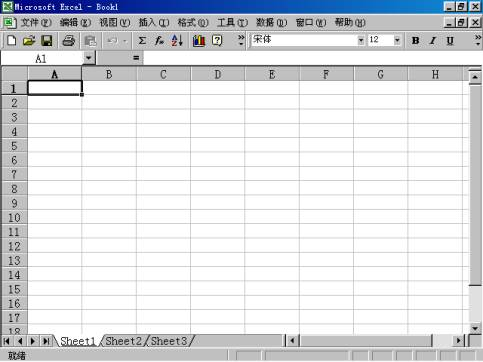 Microsoft Excel - Book1
文件(F) 编辑(E) 视图(V) 插入(I) 格式(O) 工具(T) 数据(D) 窗口(W) 帮助(H)
Σ fx 宋体 12 B I U
A1 =
A B C D E F G H
1
2
3
4
5
6
7
8
9
10
11
12
13
14
15
16
17
18
Sheet1 Sheet2 Sheet3
就绪